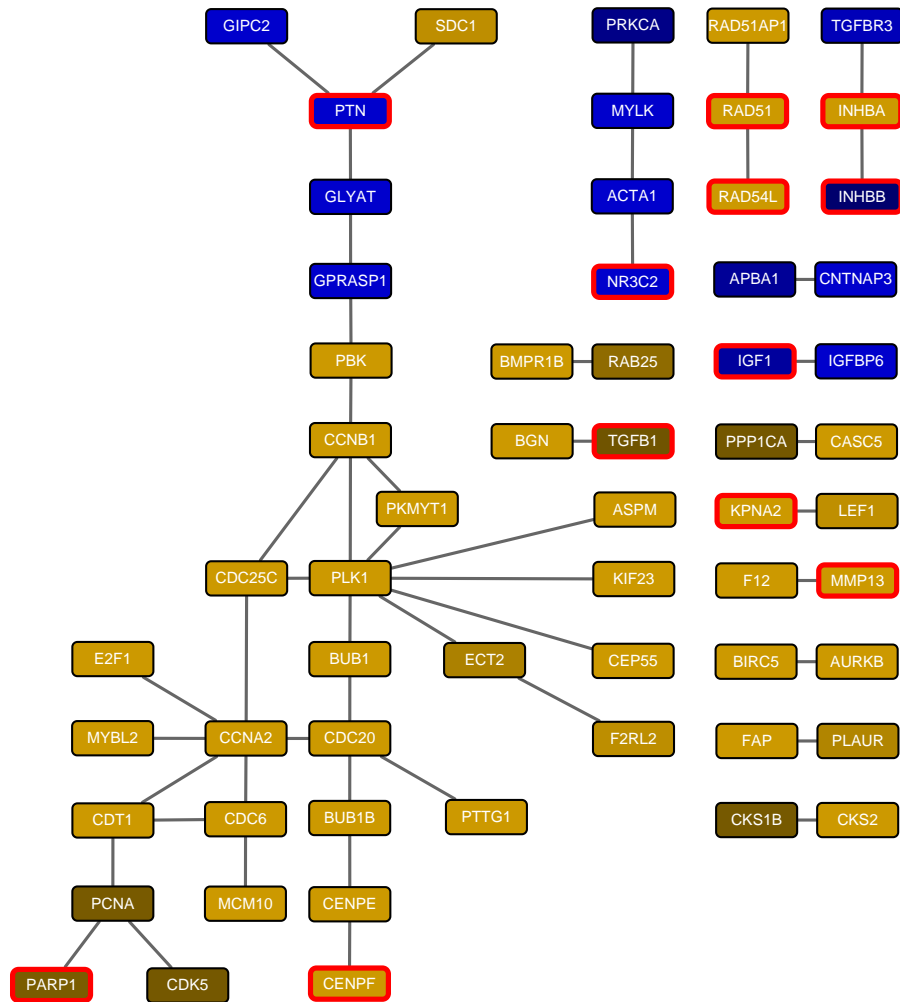 GIPC2
SDC1
PRKCA
RAD51AP1
TGFBR3
PTN
MYLK
RAD51
INHBA
GLYAT
ACTA1
RAD54L
INHBB
GPRASP1
NR3C2
APBA1
CNTNAP3
PBK
BMPR1B
RAB25
IGF1
IGFBP6
CCNB1
BGN
TGFB1
PPP1CA
CASC5
PKMYT1
ASPM
KPNA2
LEF1
CDC25C
PLK1
KIF23
F12
MMP13
E2F1
BUB1
ECT2
CEP55
BIRC5
AURKB
MYBL2
CCNA2
CDC20
F2RL2
FAP
PLAUR
CDT1
CDC6
BUB1B
PTTG1
CKS1B
CKS2
PCNA
MCM10
CENPE
PARP1
CDK5
CENPF